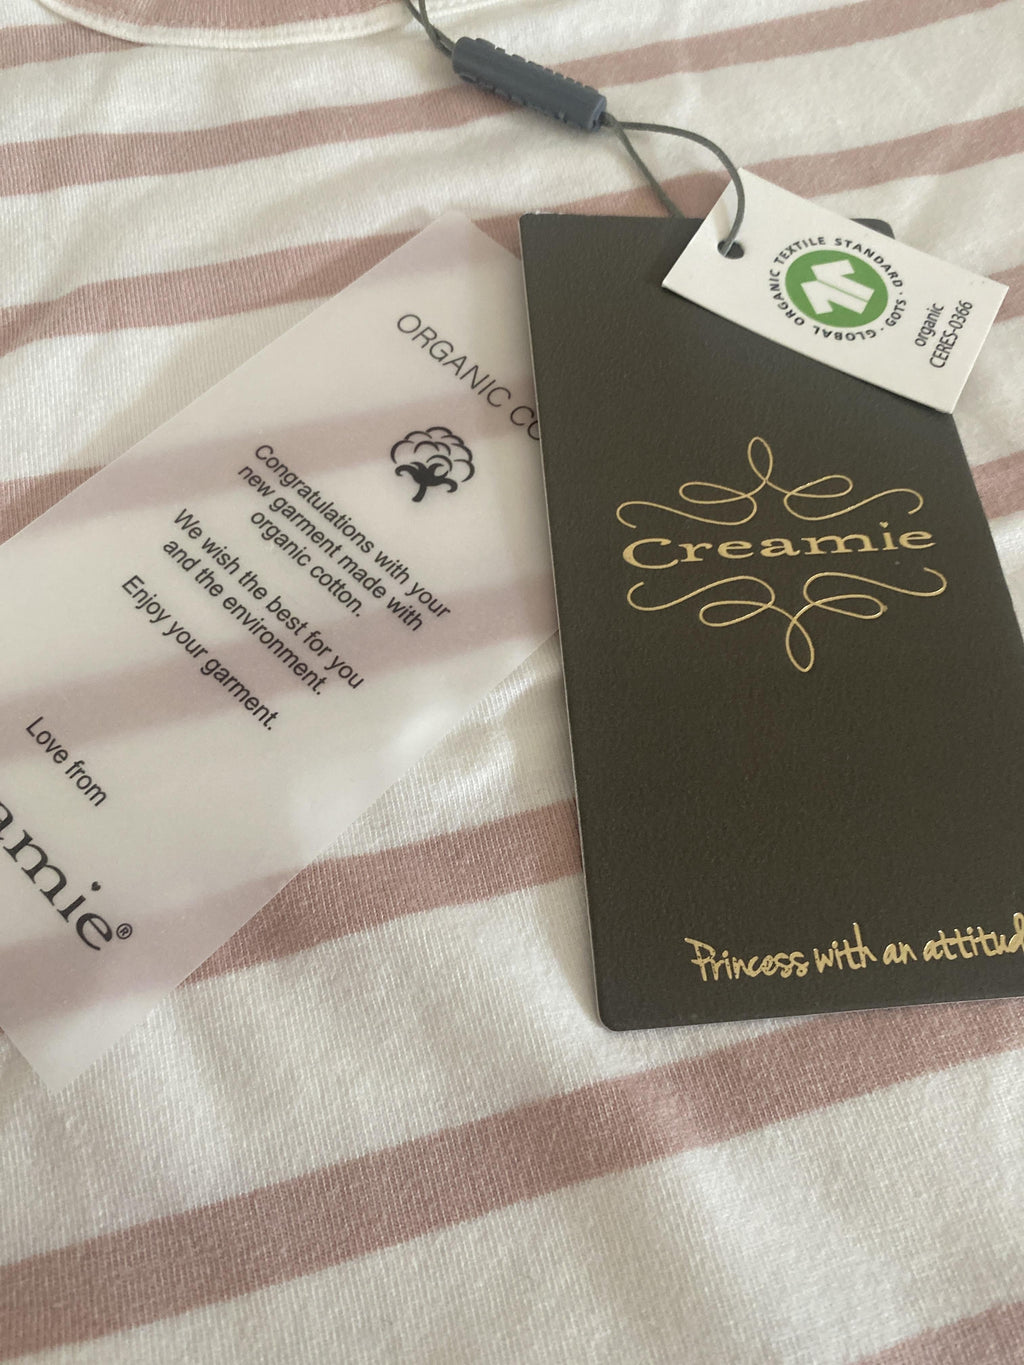 ORGANIC
Congratulations with your
new garment made with
organic cotton.
We wish the best for you
and the environment.
Enjoy your garment.
Love from
amie®
GLOBAL ORGANIC TEXTILE STANDARD · GOTS ·
organic
CERES-0366
Creamie
Princess with an attitud